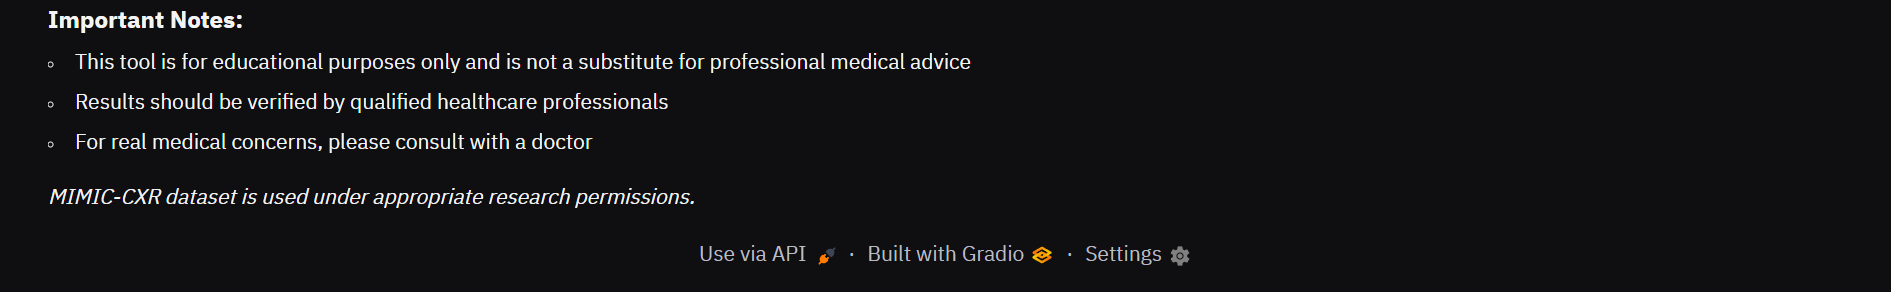 Important Notes:
This tool is for educational purposes only and is not a substitute for professional medical advice
Results should be verified by qualified healthcare professionals
For real medical concerns, please consult with a doctor
MIMIC-CXR dataset is used under appropriate research permissions.
Use via API · Built with Gradio · Settings